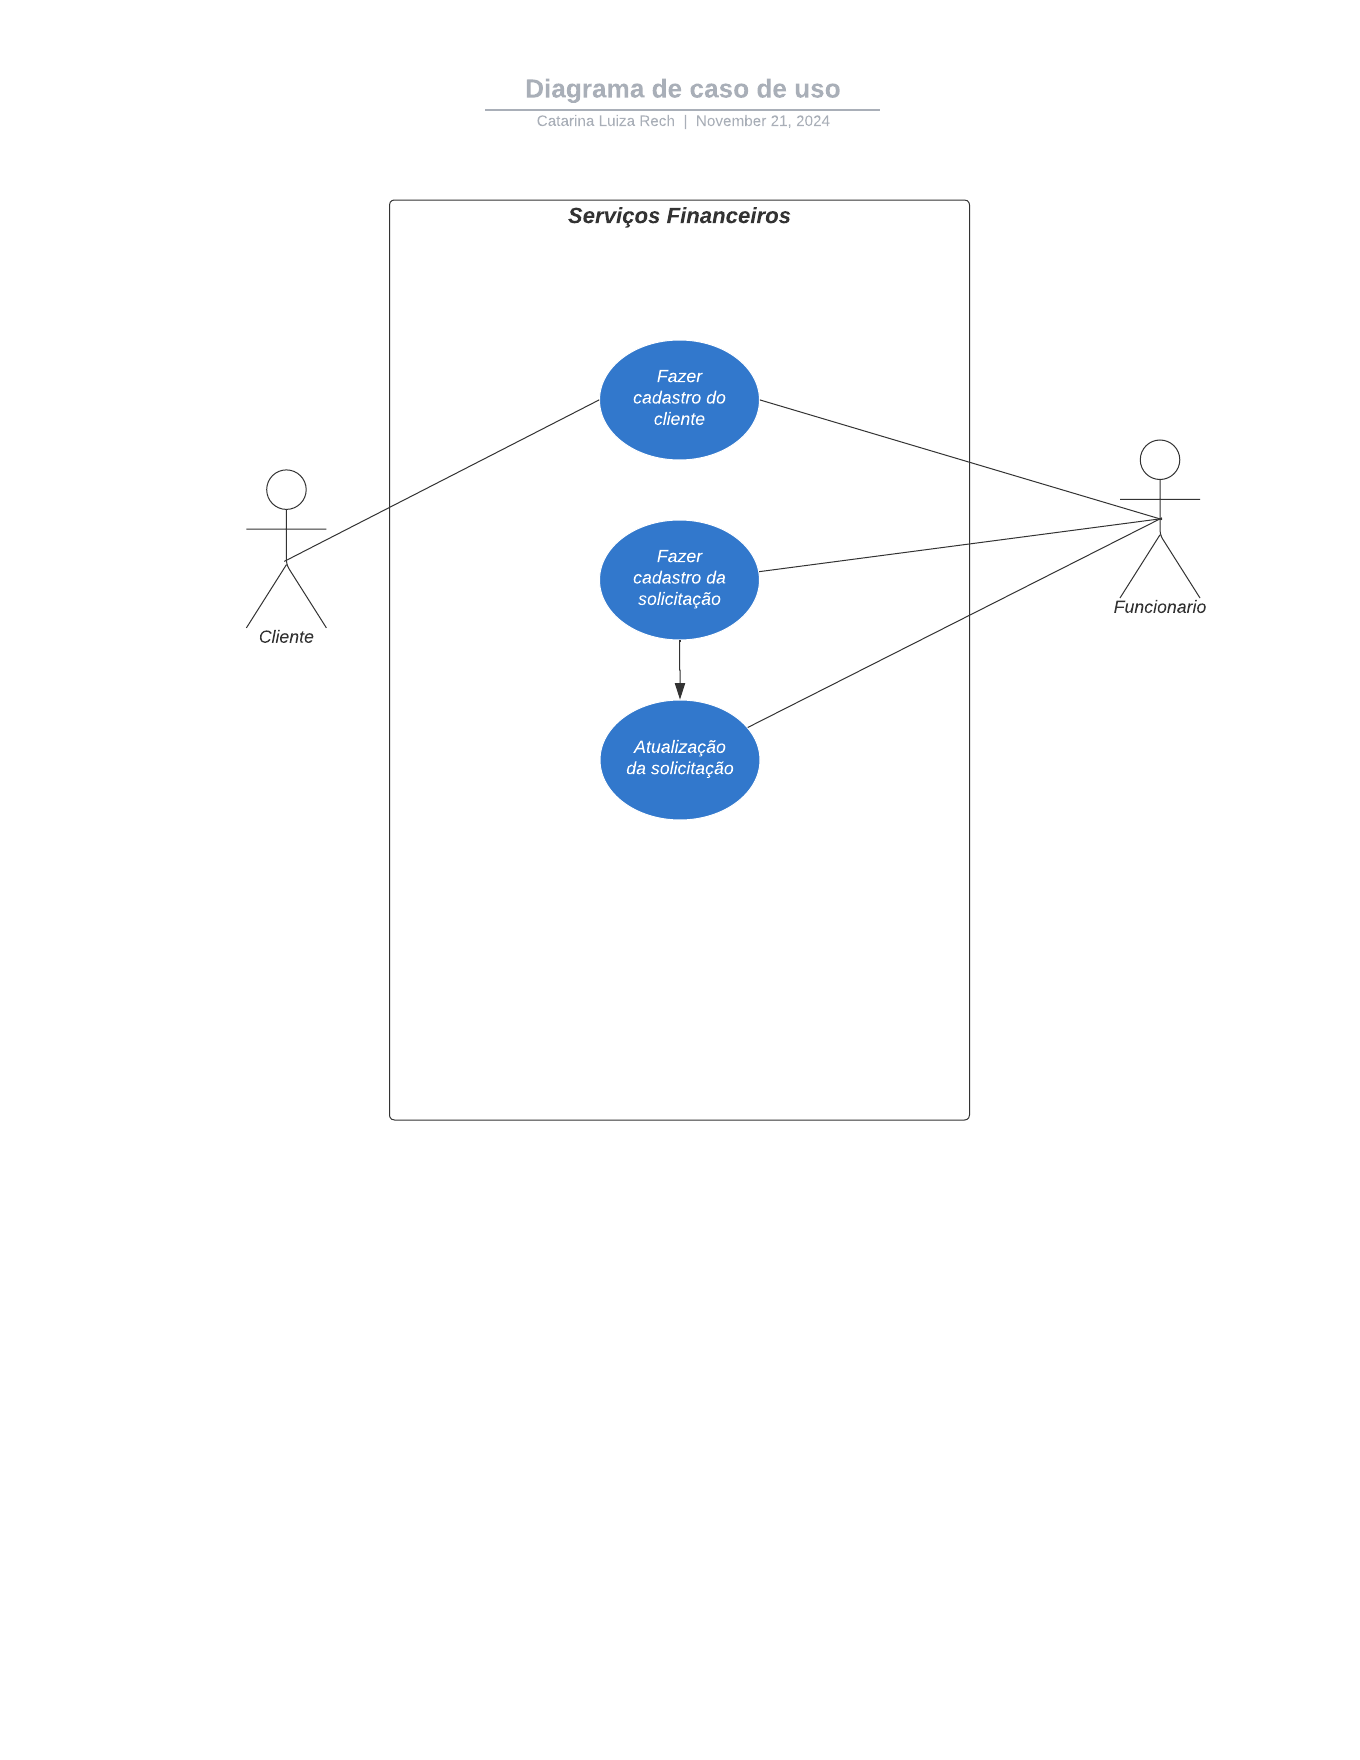 Diagrama de caso de uso
Catarina Luiza Rech | November 21, 2024
Serviços Financeiros
Fazer
cadastro do
cliente
Fazer
cadastro da
solicitação
Cliente
Funcionario
Atualização
da solicitação